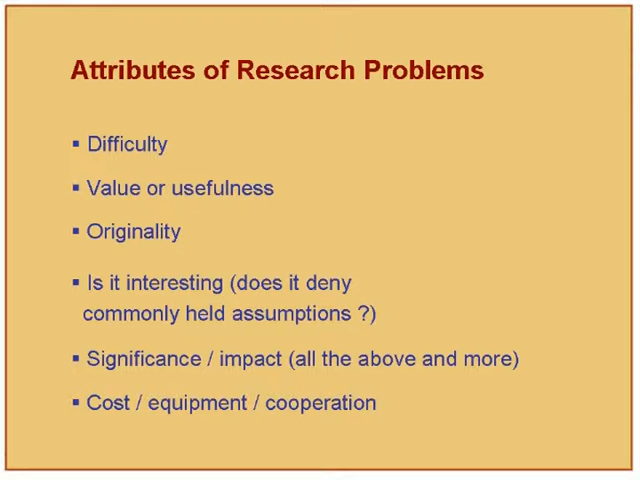 Attributes of Research Problems
▪ Difficulty
▪ Value or usefulness
▪ Originality
▪ Is it interesting (does it deny
commonly held assumptions ?)
▪ Significance / impact (all the above and more)
▪ Cost / equipment / cooperation